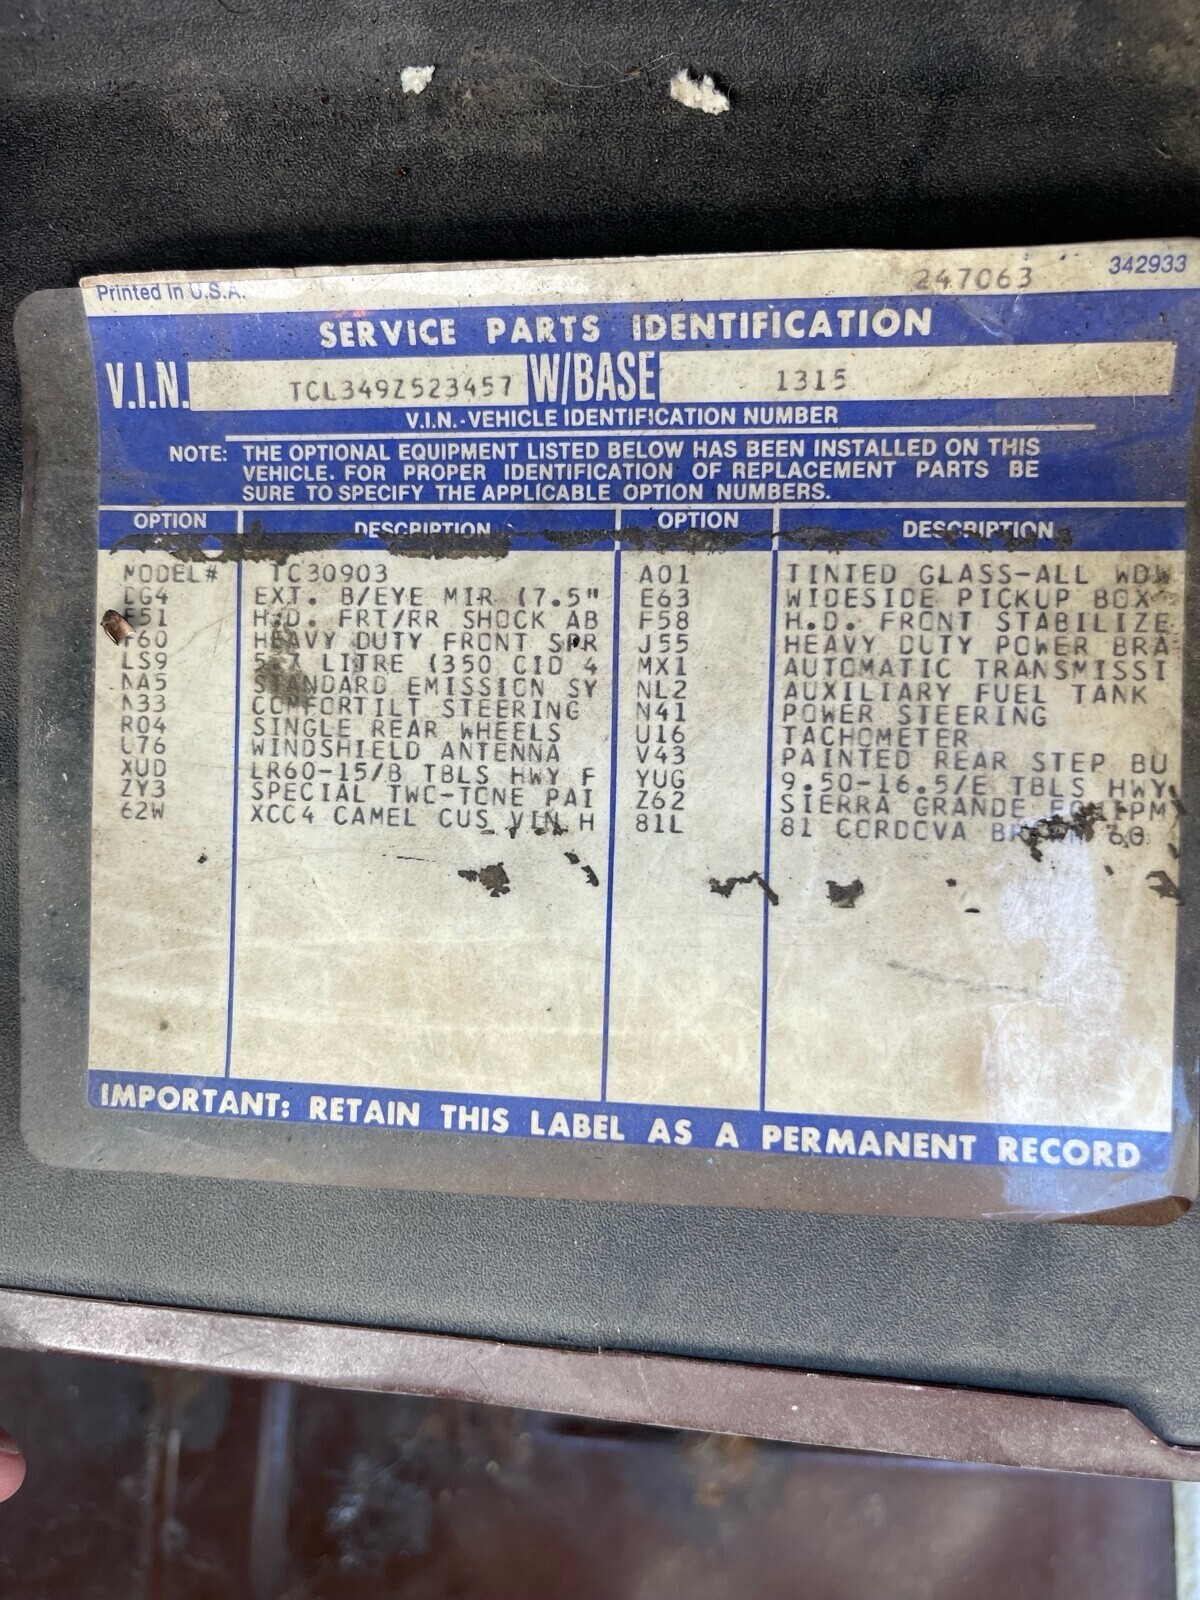 Printed in U.S.A. 247063 342933
SERVICE PARTS IDENTIFICATION
V.I.N. TCL349Z523457 W/BASE 1315
V.I.N.-VEHICLE IDENTIFICATION NUMBER
NOTE: THE OPTIONAL EQUIPMENT LISTED BELOW HAS BEEN INSTALLED ON THIS
VEHICLE. FOR PROPER IDENTIFICATION OF REPLACEMENT PARTS BE
SURE TO SPECIFY THE APPLICABLE OPTION NUMBERS.
OPTION DESCRIPTION OPTION DESCRIPTION
MODEL# TC30903 A01 TINTED GLASS-ALL WDW
DG4 EXT. B/EYE MIR (7.5" E63 WIDESIDE PICKUP BOX
F51 H.D. FRT/RR SHOCK AB F58 H.D. FRONT STABILIZE
F60 HEAVY DUTY FRONT SPR J55 HEAVY DUTY POWER BRA
LS9 5.7 LITRE (350 CID 4 MX1 AUTOMATIC TRANSMISSI
NA5 STANDARD EMISSION SY NL2 AUXILIARY FUEL TANK
N33 COMFORTILT STEERING N41 POWER STEERING
R04 SINGLE REAR WHEELS U16 TACHOMETER
U76 WINDSHIELD ANTENNA V43 PAINTED REAR STEP BU
XUD LR60-15/B TBLS HWY F YUG 9.50-16.5/E TBLS HWY
ZY3 SPECIAL TWO-TONE PAI Z62 SIERRA GRANDE
62W XCC4 CAMEL CUS VIN H 81L 81 CORDOVA
IMPORTANT: RETAIN THIS LABEL AS A PERMANENT RECORD